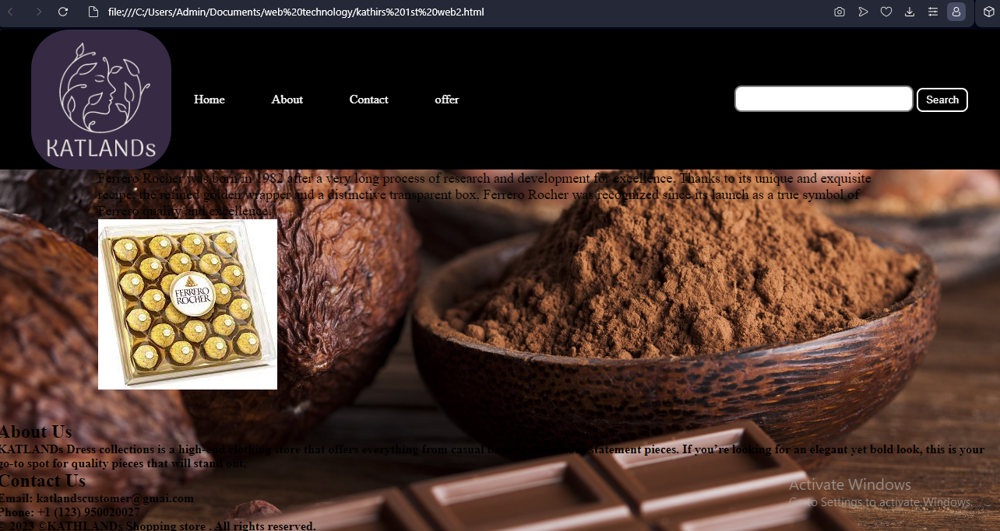 file:///C:/Users/Admin/Documents/web%20technology/kathirs%201st%20web2.html
KATLANDs
Home About Contact offer
Search
Ferrero Rocher was born in 1982 after a very long process of research and development for excellence. Thanks to its unique and exquisite
recipe, the refined golden wrapper and a distinctive transparent box, Ferrero Rocher was recognized since its launch as a true symbol of
Ferrero quality and excellence.
FERRERO
ROCHER
About Us
KATLANDs Dress collections is a high-end clothing store that offers everything from casual statement pieces. If you’re looking for an elegant yet bold look, this is your
go-to spot for quality pieces that will stand out.
Contact Us
Email: katlandscustomer@gmai.com
Phone: +1 (123) 950020027
© 2023 ©KATHLANDs Shopping store . All rights reserved.
Activate Windows
Go to Settings to activate Windows.